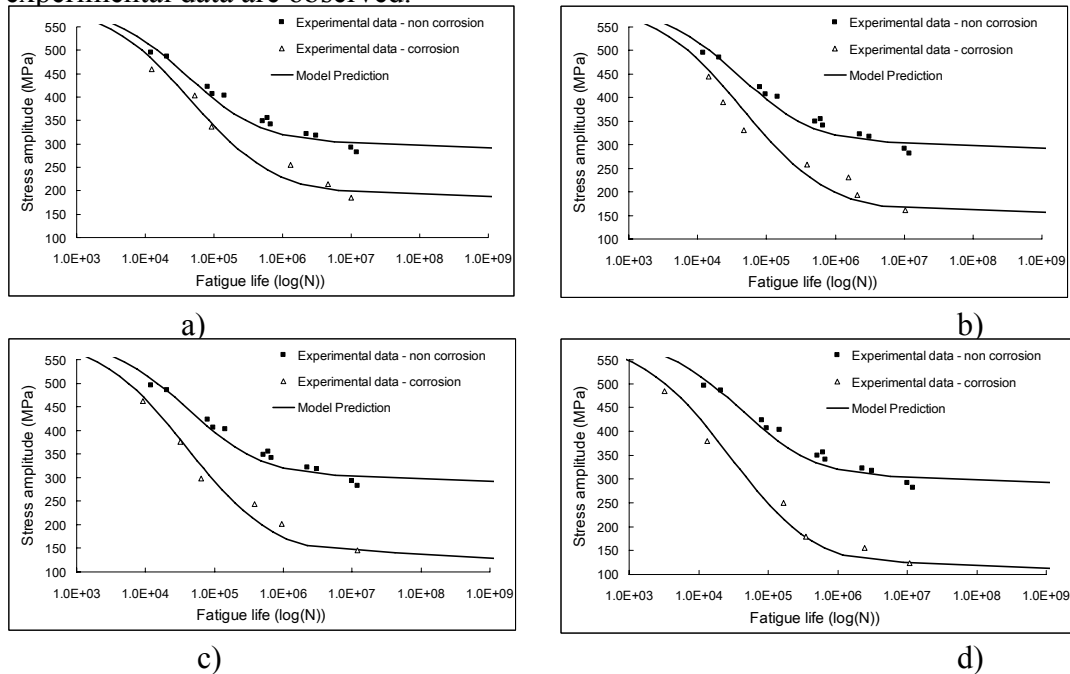 experimental data are observed.
550
500
450
400
350
300
250
200
150
100
Stress amplitude (MPa)
Experimental data - non corrosion
Experimental data - corrosion
Model Prediction
1.0E+03 1.0E+04 1.0E+05 1.0E+06 1.0E+07 1.0E+08 1.0E+09
Fatigue life (log(N))
a)
550
500
450
400
350
300
250
200
150
100
Stress amplitude (MPa)
Experimental data - non corrosion
Experimental data - corrosion
Model Prediction
1.0E+03 1.0E+04 1.0E+05 1.0E+06 1.0E+07 1.0E+08 1.0E+09
Fatigue life (log(N))
b)
550
500
450
400
350
300
250
200
150
100
Stress amplitude (MPa)
Experimental data - non corrosion
Experimental data - corrosion
Model Prediction
1.0E+03 1.0E+04 1.0E+05 1.0E+06 1.0E+07 1.0E+08 1.0E+09
Fatigue life (log(N))
c)
550
500
450
400
350
300
250
200
150
100
Stress amplitude (MPa)
Experimental data - non corrosion
Experimental data - corrosion
Model Prediction
1.0E+03 1.0E+04 1.0E+05 1.0E+06 1.0E+07 1.0E+08 1.0E+09
Fatigue life (log(N))
d)